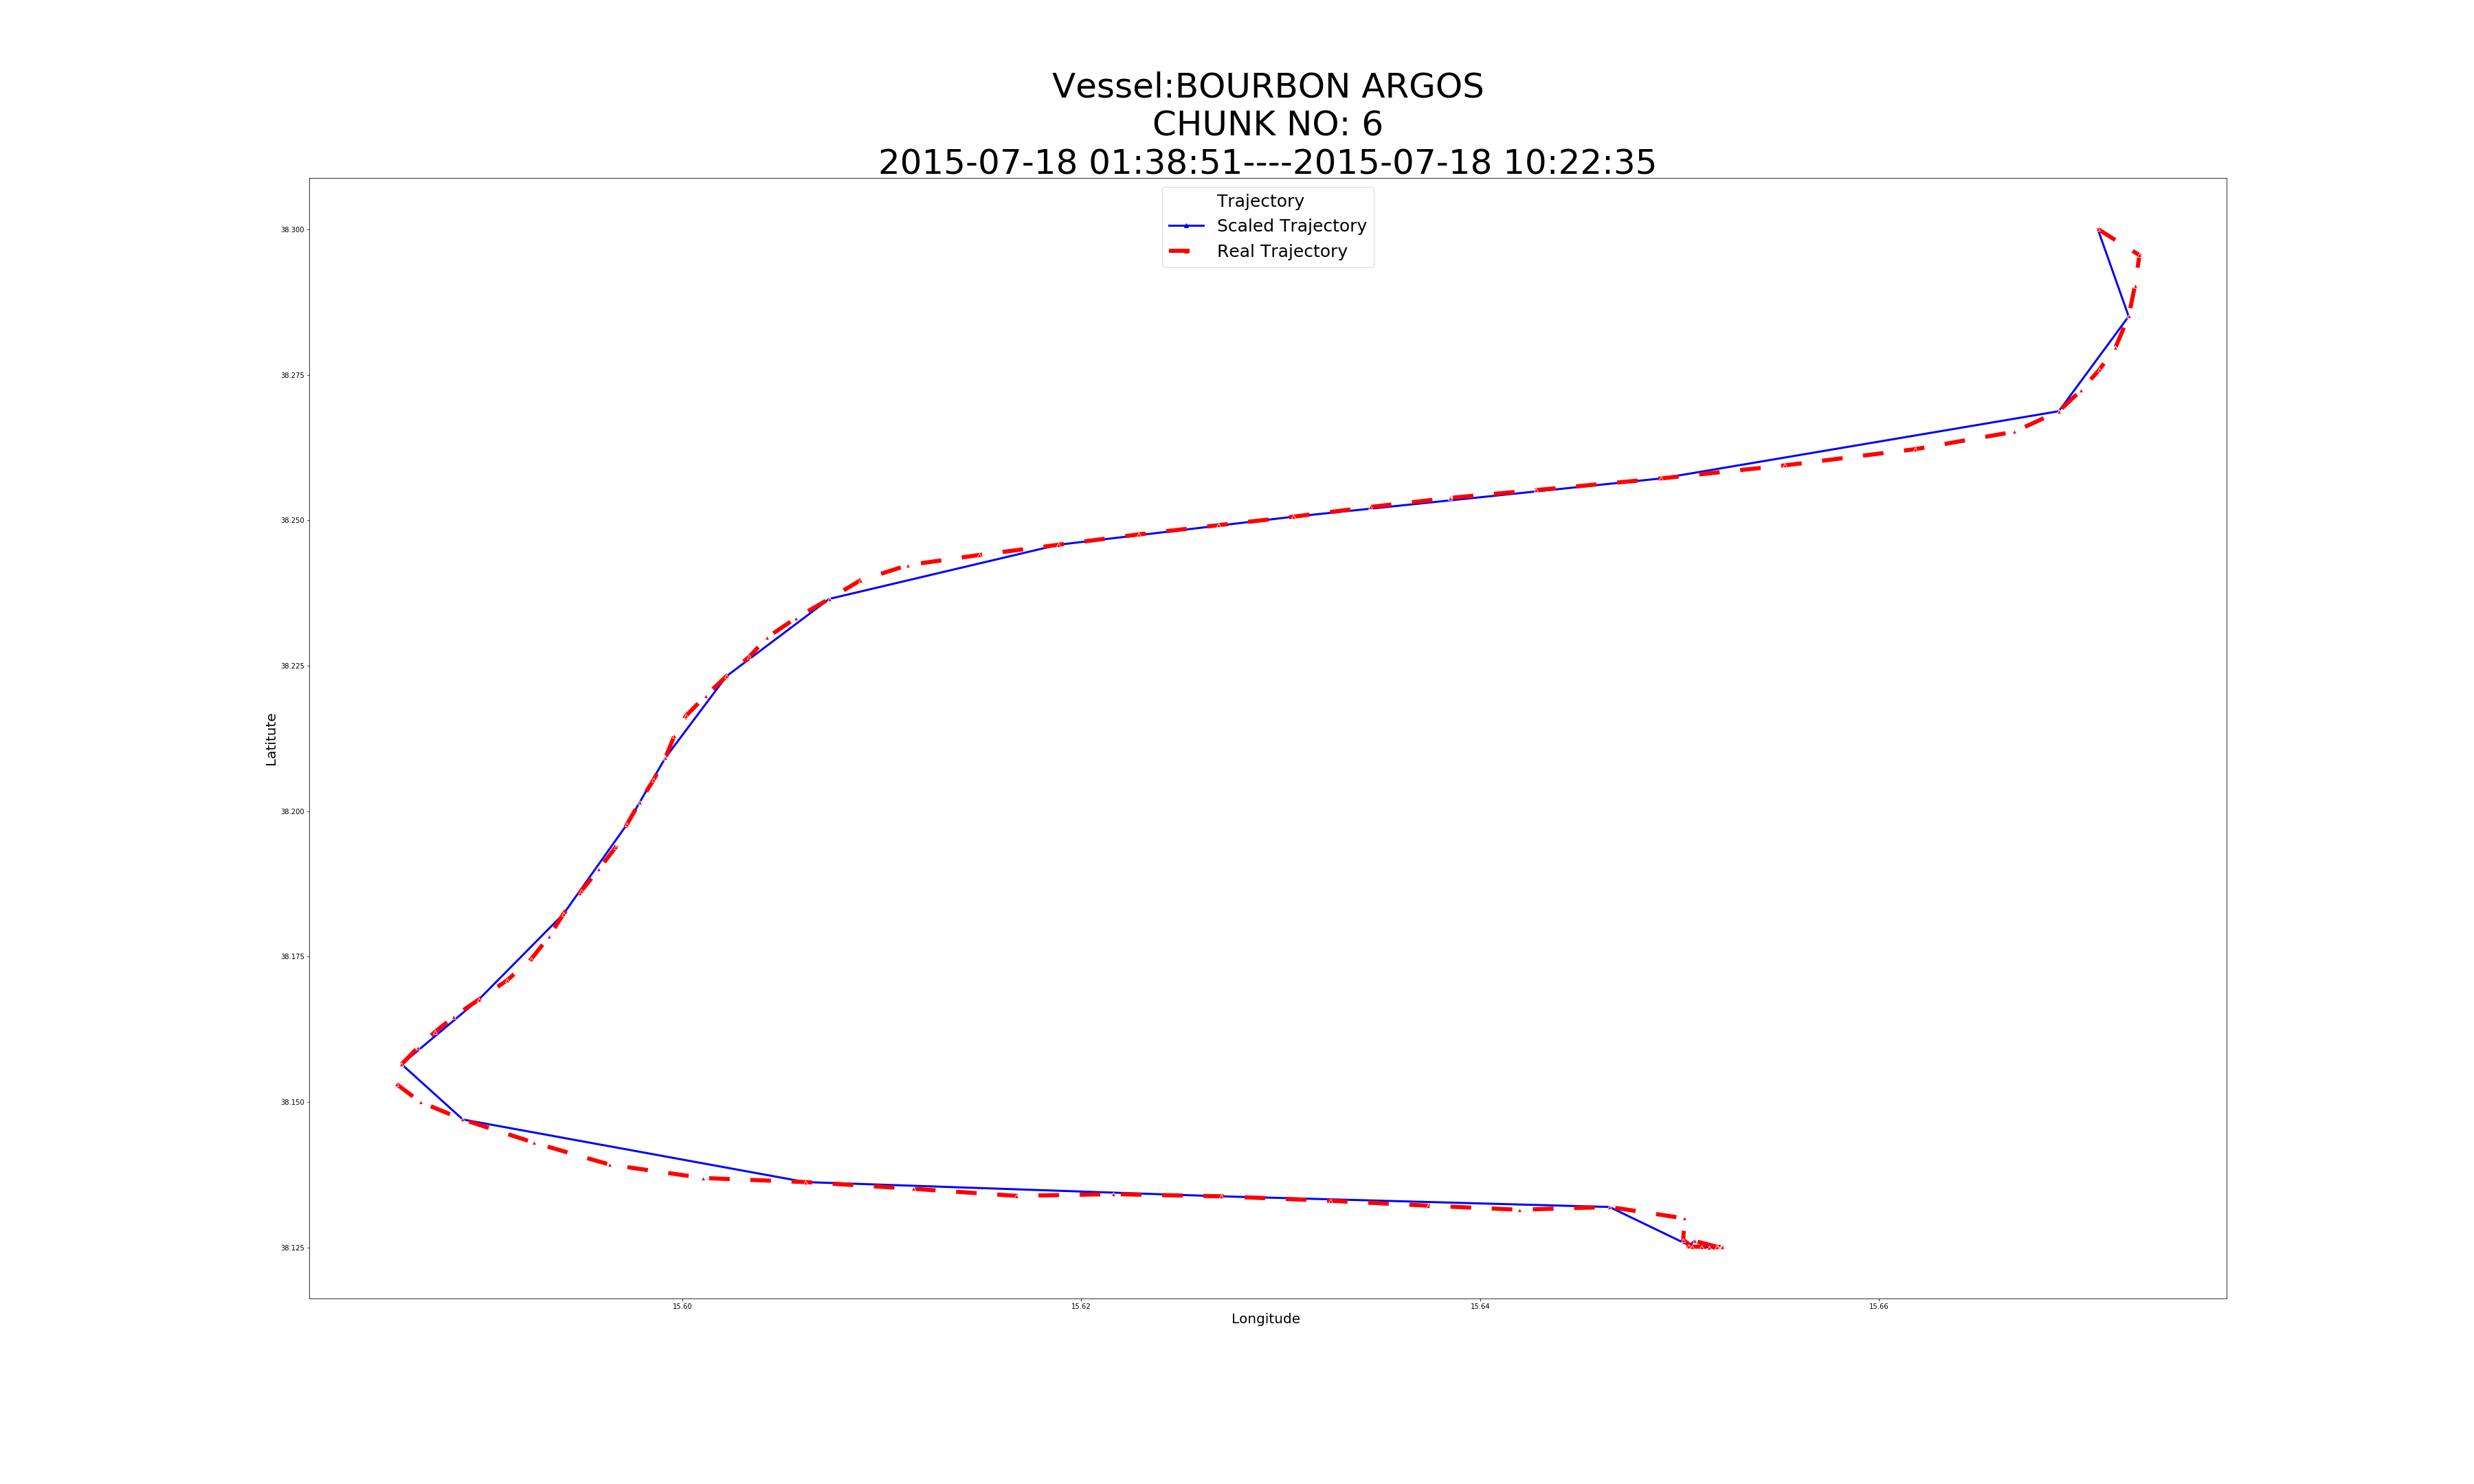 Vessel:BOURBON ARGOS
CHUNK NO: 6
2015-07-18 01:38:51----2015-07-18 10:22:35
Trajectory
Scaled Trajectory
Real Trajectory
38.300
38.275
38.250
38.225
38.200
38.175
38.150
38.125
Latitute
15.60
15.62
15.64
15.66
Longitude